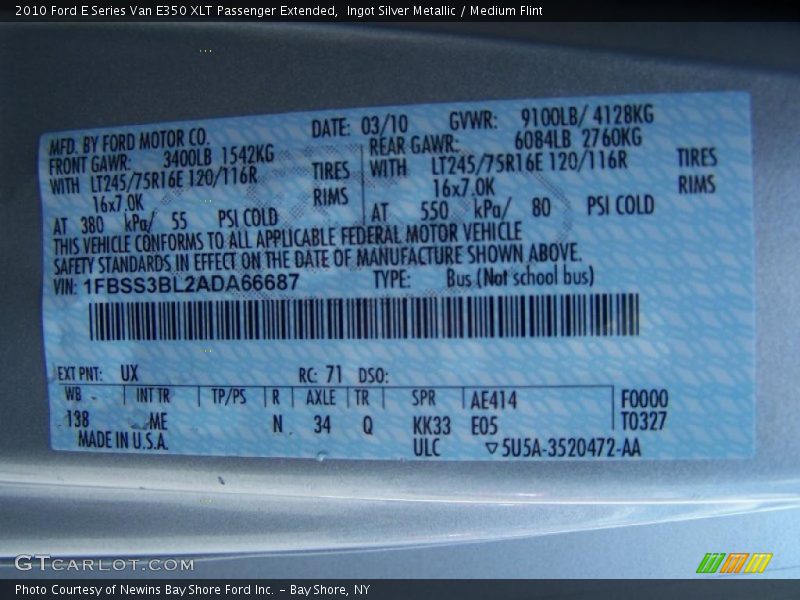 2010 Ford E Series Van E350 XLT Passenger Extended, Ingot Silver Metallic / Medium Flint
MFD. BY FORD MOTOR CO. DATE: 03/10 GVWR: 9100LB/ 4128KG
FRONT GAWR: 3400LB 1542KG REAR GAWR: 6084LB 2760KG
WITH LT245/75R16E 120/116R TIRES WITH LT245/75R16E 120/116R TIRES
16x7.0K RIMS 16x7.0K RIMS
AT 380 kPa/ 55 PSI COLD AT 550 kPa/ 80 PSI COLD
THIS VEHICLE CONFORMS TO ALL APPLICABLE FEDERAL MOTOR VEHICLE
SAFETY STANDARDS IN EFFECT ON THE DATE OF MANUFACTURE SHOWN ABOVE.
VIN: 1FBSS3BL2ADA66687 TYPE: Bus (Not school bus)
EXT PNT: UX RC: 71 DSO:
WB INT TR TP/PS R AXLE TR SPR AE414 F0000
138 ME N 34 Q KK33 E05 T0327
MADE IN U.S.A. ULC ▽5U5A-3520472-AA
GTCARLOT.COM
Photo Courtesy of Newins Bay Shore Ford Inc. - Bay Shore, NY